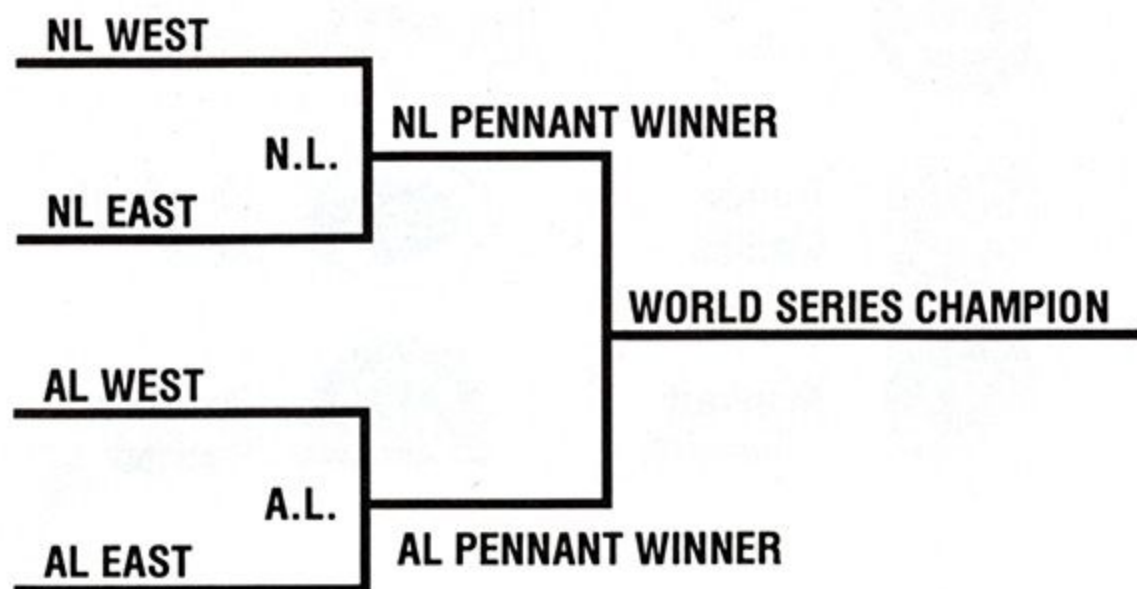 NL WEST
NL PENNANT WINNER
N.L.
NL EAST
WORLD SERIES CHAMPION
AL WEST
A.L.
AL PENNANT WINNER
AL EAST